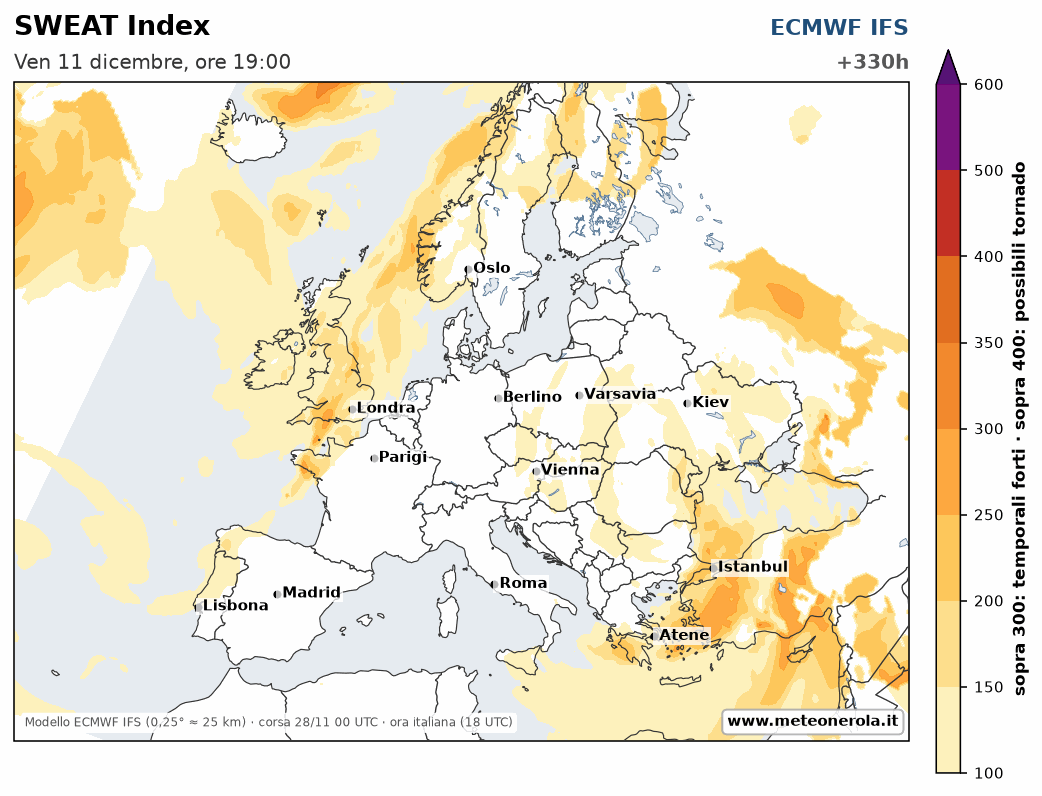 SWEAT Index
ECMWF IFS
Ven 11 dicembre, ore 19:00
+330h
600
500
400
350
300
250
200
150
100
sopra 300: temporali forti · sopra 400: possibili tornado
Oslo
Berlino
Varsavia
Kiev
Londra
Parigi
Vienna
Istanbul
Roma
Madrid
Lisbona
Atene
Modello ECMWF IFS (0,25° ≈ 25 km) · corsa 28/11 00 UTC · ora italiana (18 UTC)
www.meteonerola.it